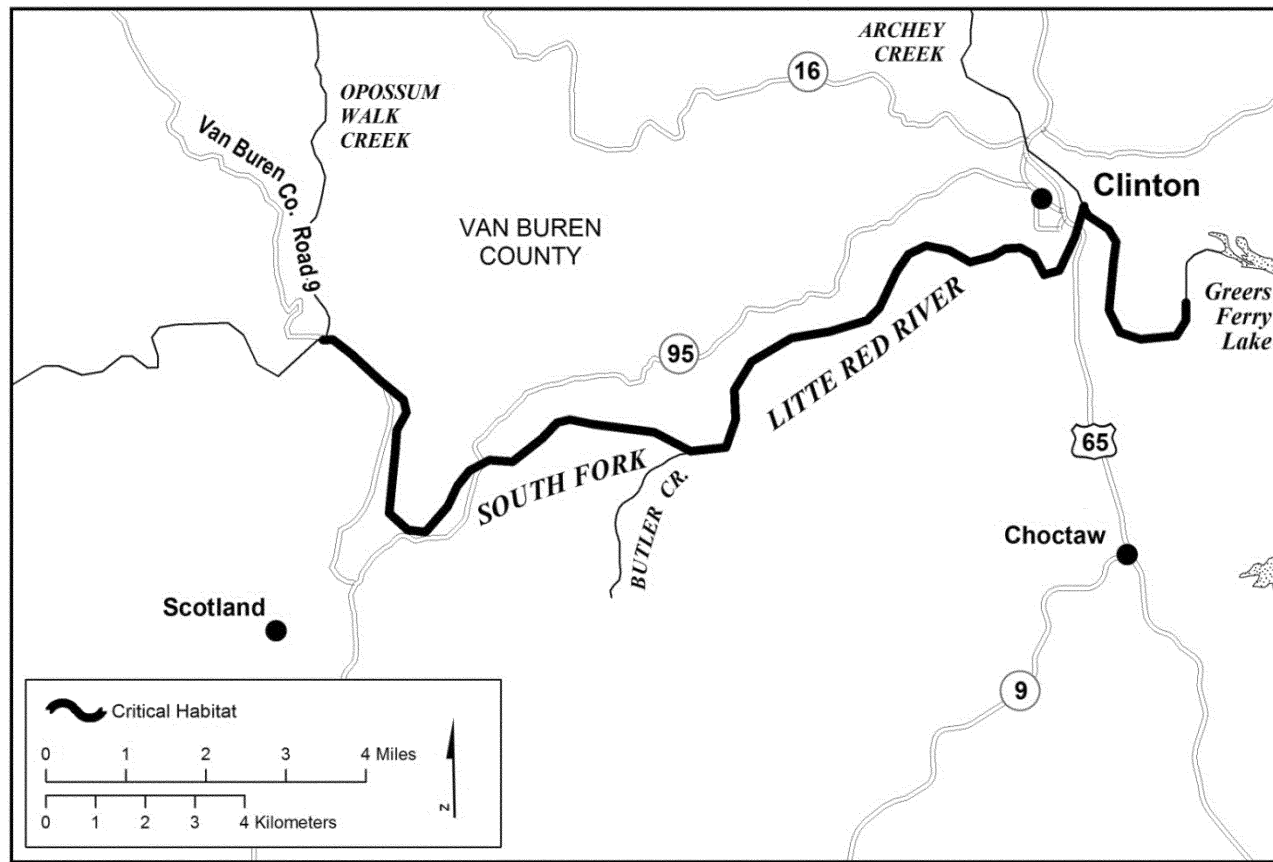 ARCHEY
CREEK
16
OPOSSUM
WALK
CREEK
Van Buren Co. Road 9
Clinton
VAN BUREN
COUNTY
Greers
Ferry
Lake
95
LITTE RED RIVER
65
SOUTH FORK
BUTLER CR.
Choctaw
Scotland
9
Critical Habitat
0 1 2 3 4 Miles
0 1 2 3 4 Kilometers
N